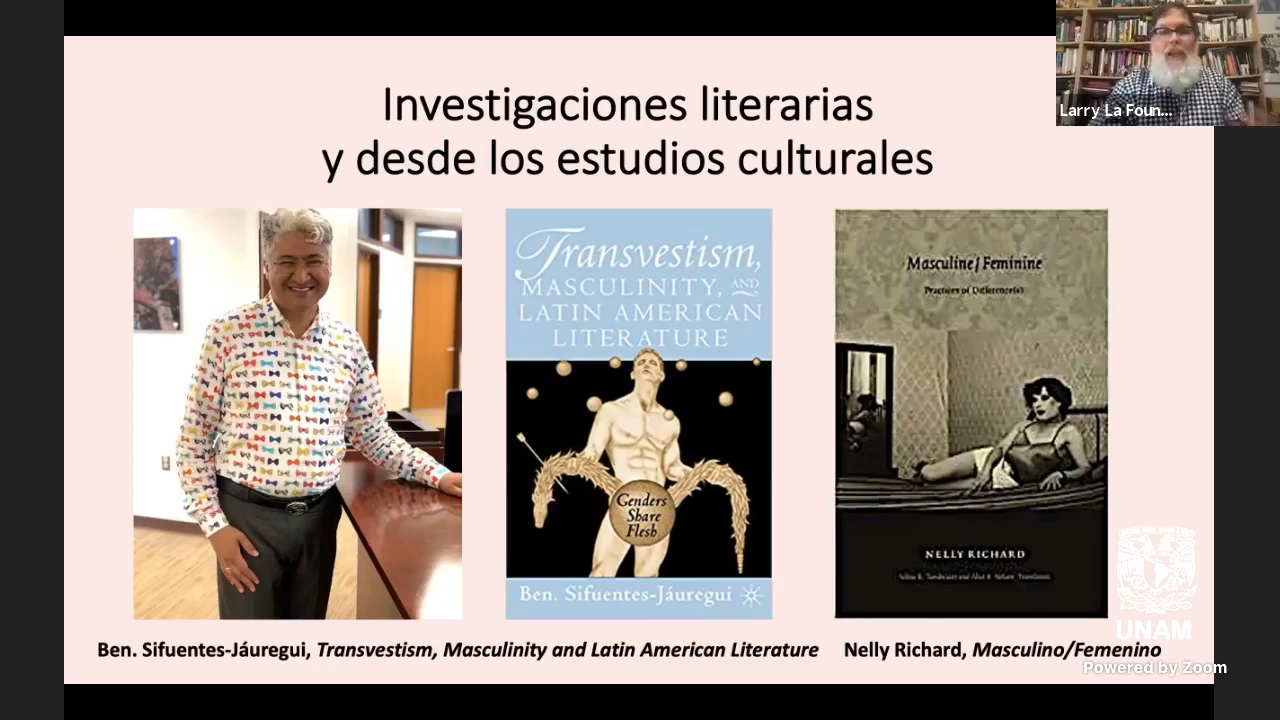 Investigaciones literarias
y desde los estudios culturales
Larry La Foun...
Transvestism,
MASCULINITY, AND
LATIN AMERICAN
LITERATURE
Genders
Share
Flesh
Ben. Sifuentes-Jáuregui
Masculine/Feminine
Practices of Difference(s)
NELLY RICHARD
Ben. Sifuentes-Jáuregui, Transvestism, Masculinity and Latin American Literature
Nelly Richard, Masculino/Femenino
UNAM
Powered by Zoom